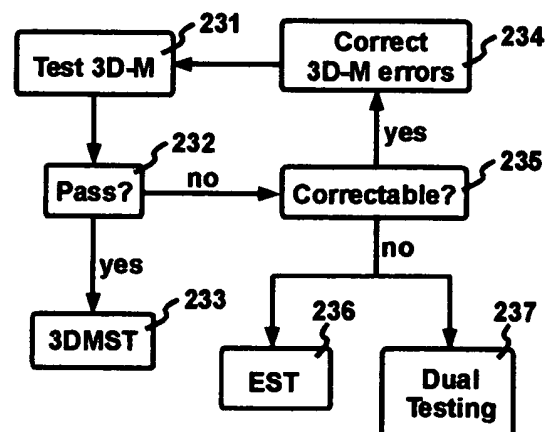 231
Test 3D-M
Correct
3D-M errors
234
yes
232
Pass?
no
Correctable?
235
yes
no
233
3DMST
236
EST
237
Dual
Testing